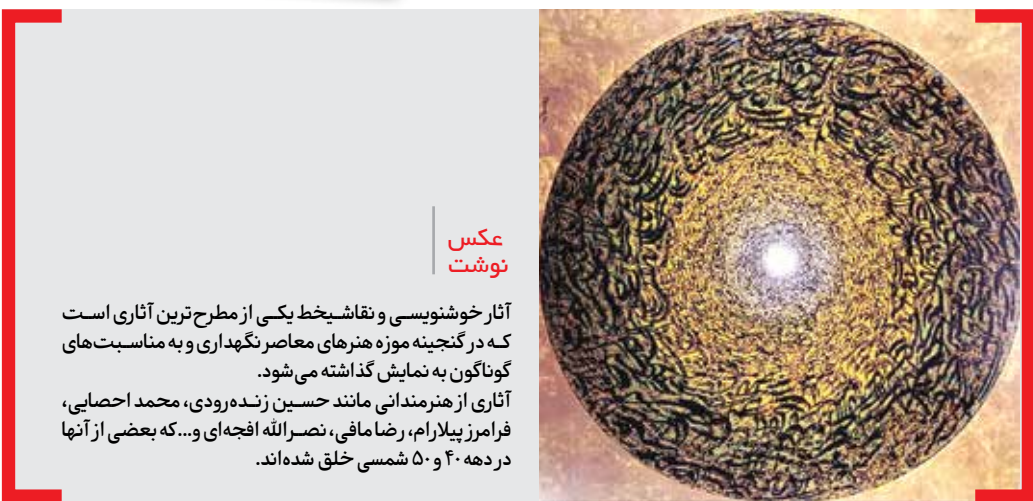 عکس
نوشت
آثار خوشنویسی و نقاشیخط یکی از مطرح‌ترین آثاری است
که در گنجینه موزه هنرهای معاصر نگهداری و به مناسبت‌های
گوناگون به نمایش گذاشته می‌شود.
آثاری از هنرمندانی مانند حسین زنده‌رودی، محمد احصایی،
فرامرز پیلارام، رضا مافی، نصرالله افجه‌ای و...که بعضی از آنها
در دهه ۴۰ و ۵۰ شمسی خلق شده‌اند.